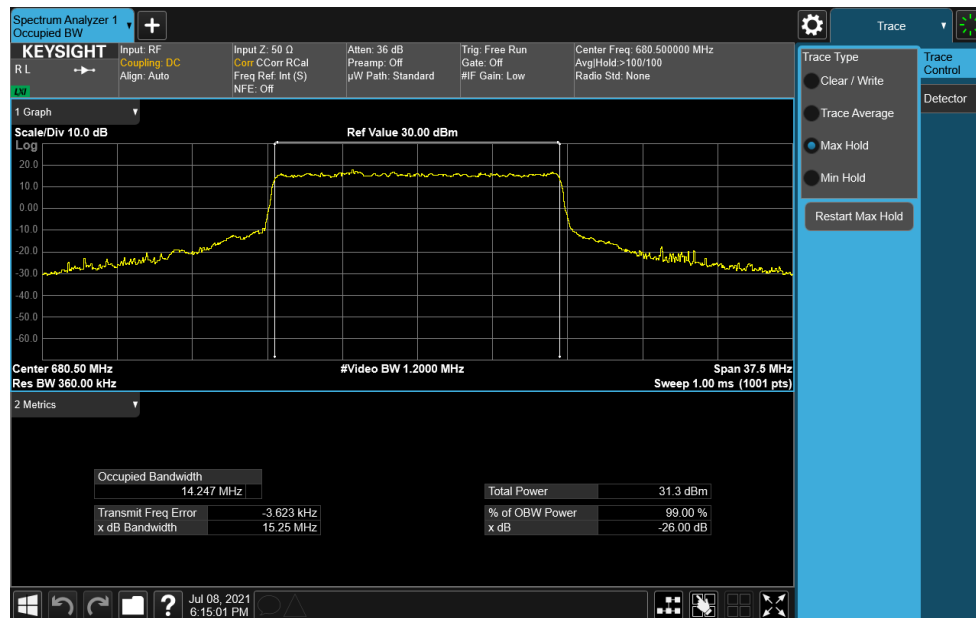 Spectrum Analyzer 1
Occupied BW
+
Trace
KEYSIGHT
R L
LXI
Input: RF
Coupling: DC
Align: Auto
Input Z: 50 Ω
Corr CCorr RCal
Freq Ref: Int (S)
NFE: Off
Atten: 36 dB
Preamp: Off
µW Path: Standard
Trig: Free Run
Gate: Off
#IF Gain: Low
Center Freq: 680.500000 MHz
Avg|Hold:>100/100
Radio Std: None
Trace Type
Clear / Write
Trace Average
Max Hold
Min Hold
Restart Max Hold
Trace
Control
Detector
1 Graph
Scale/Div 10.0 dB
Ref Value 30.00 dBm
Log
20.0
10.0
0.00
-10.0
-20.0
-30.0
-40.0
-50.0
-60.0
Center 680.50 MHz
#Video BW 1.2000 MHz
Span 37.5 MHz
Res BW 360.00 kHz
Sweep 1.00 ms (1001 pts)
2 Metrics
Occupied Bandwidth
14.247 MHz
Total Power 31.3 dBm
Transmit Freq Error -3.623 kHz
% of OBW Power 99.00 %
x dB Bandwidth 15.25 MHz
x dB -26.00 dB
?
Jul 08, 2021
6:15:01 PM